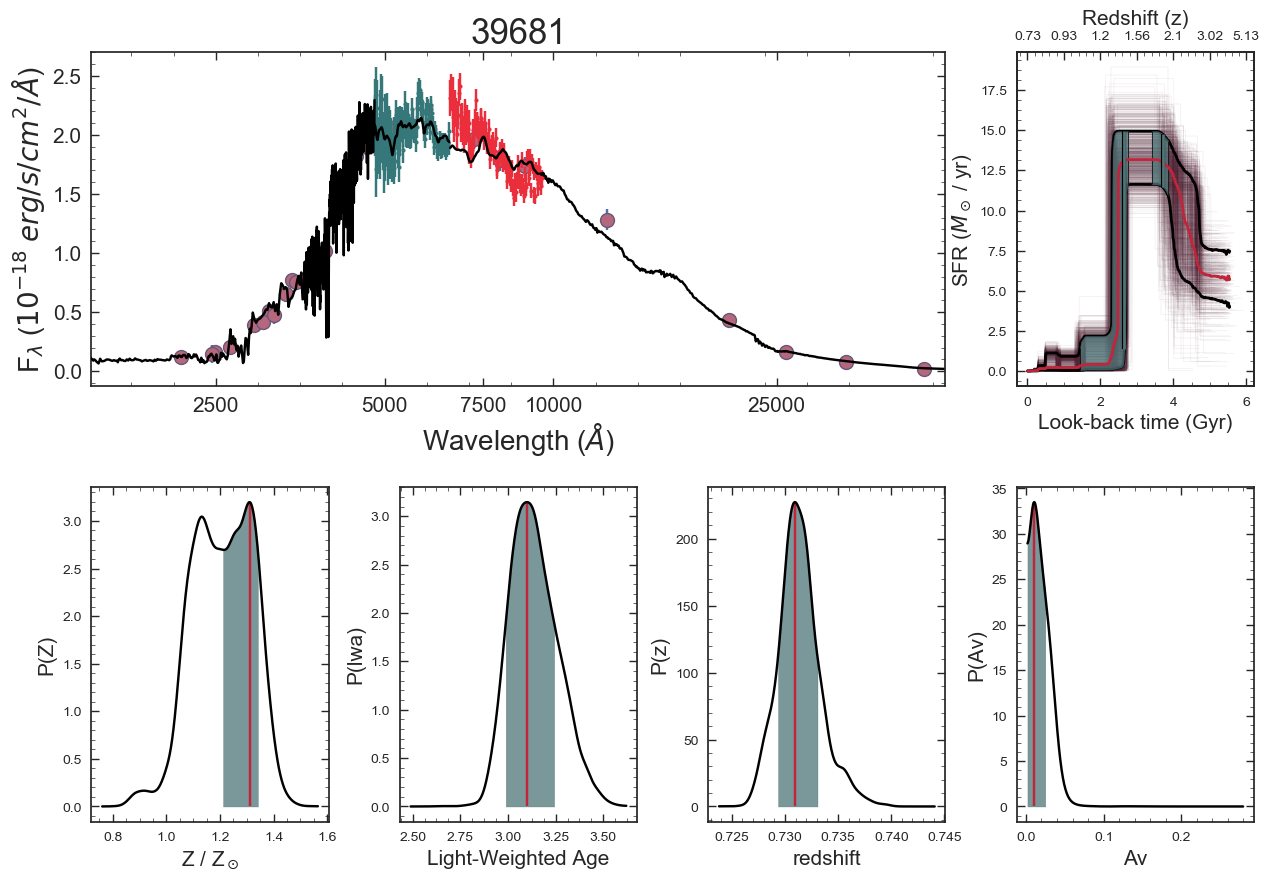 39681
F_λ (10^{-18} erg/s/cm^2/Å)
2.5
2.0
1.5
1.0
0.5
0.0
2500 5000 7500 10000 25000
Wavelength (Å)
Redshift (z)
0.73 0.93 1.2 1.56 2.1 3.02 5.13
SFR (M_⊙ / yr)
17.5
15.0
12.5
10.0
7.5
5.0
2.5
0.0
0 2 4 6
Look-back time (Gyr)
P(Z)
3.0
2.5
2.0
1.5
1.0
0.5
0.0
0.8 1.0 1.2 1.4 1.6
Z / Z_⊙
P(lwa)
3.0
2.5
2.0
1.5
1.0
0.5
0.0
2.50 2.75 3.00 3.25 3.50
Light-Weighted Age
P(z)
200
150
100
50
0
0.725 0.730 0.735 0.740 0.745
redshift
P(Av)
35
30
25
20
15
10
5
0
0.0 0.1 0.2
Av